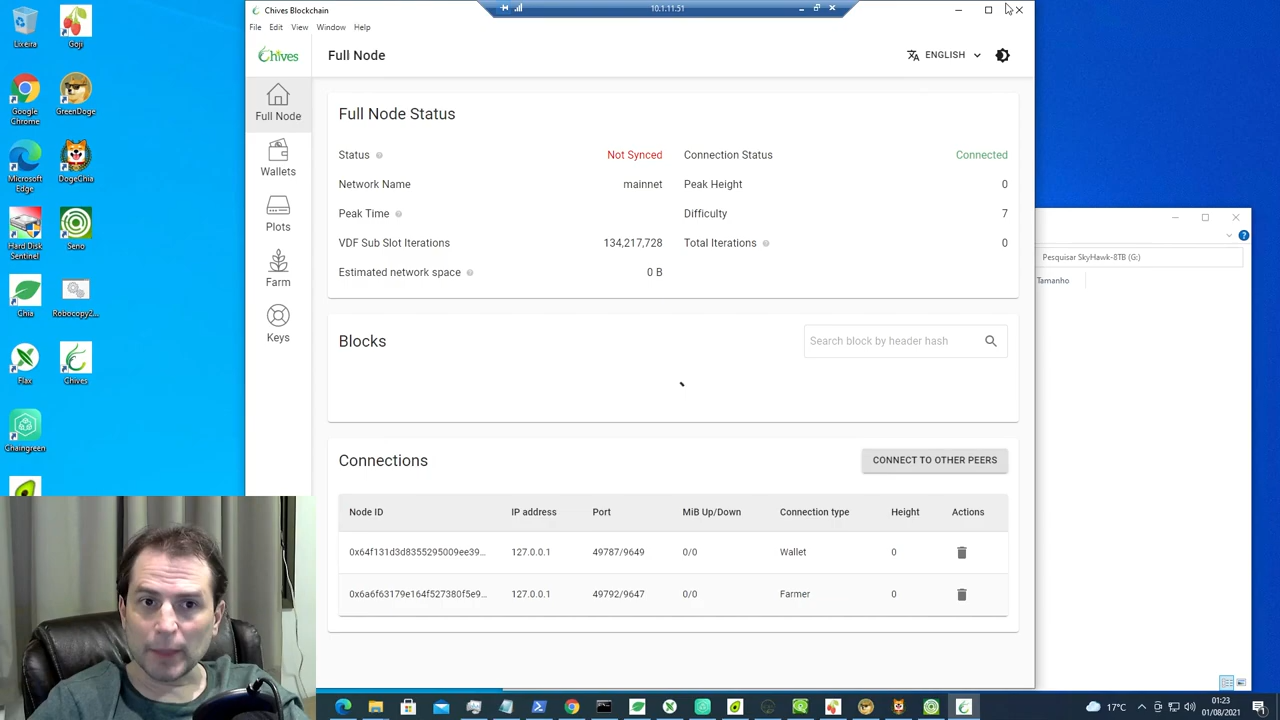 Chives Blockchain
10.1.11.51
File Edit View Window Help
Chives
Full Node
ENGLISH
Full Node
Wallets
Plots
Farm
Keys
Full Node Status
Status Not Synced Connection Status Connected
Network Name mainnet Peak Height 0
Peak Time Difficulty 7
VDF Sub Slot Iterations 134,217,728 Total Iterations 0
Estimated network space 0 B
Blocks
Search block by header hash
Connections
CONNECT TO OTHER PEERS
Node ID IP address Port MiB Up/Down Connection type Height Actions
0x64f131d3d8355295009ee39... 127.0.0.1 49787/9649 0/0 Wallet 0
0x6a6f63179e164f527380f5e9... 127.0.0.1 49792/9647 0/0 Farmer 0
Lixeira
Goji
Google Chrome
GreenDoge
Microsoft Edge
DogeChia
Hard Disk Sentinel
Seno
Chia
Robocopy2...
Flax
Chives
Chaingreen
Pesquisar SkyHawk-8TB (G:)
Tamanho
17°C
01:23
01/08/2021